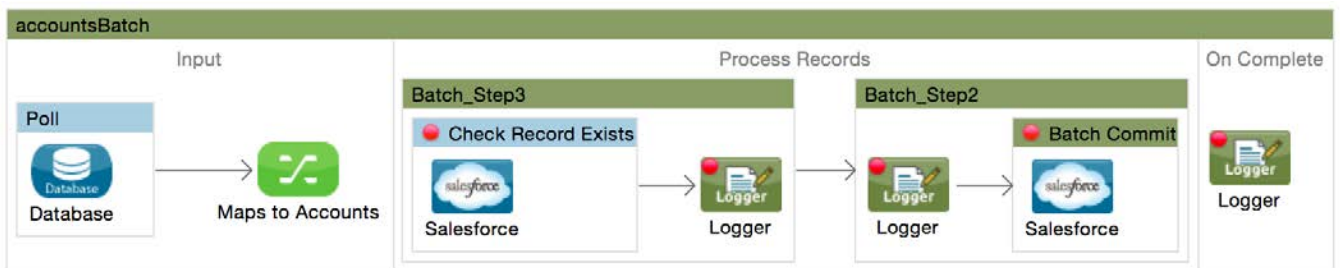 accountsBatch
Input
Process Records
On Complete
Poll
Database
Database
Maps to Accounts
Batch_Step3
Check Record Exists
salesforce
Salesforce
Logger
Logger
Batch_Step2
Logger
Logger
Batch Commit
salesforce
Salesforce
Logger
Logger